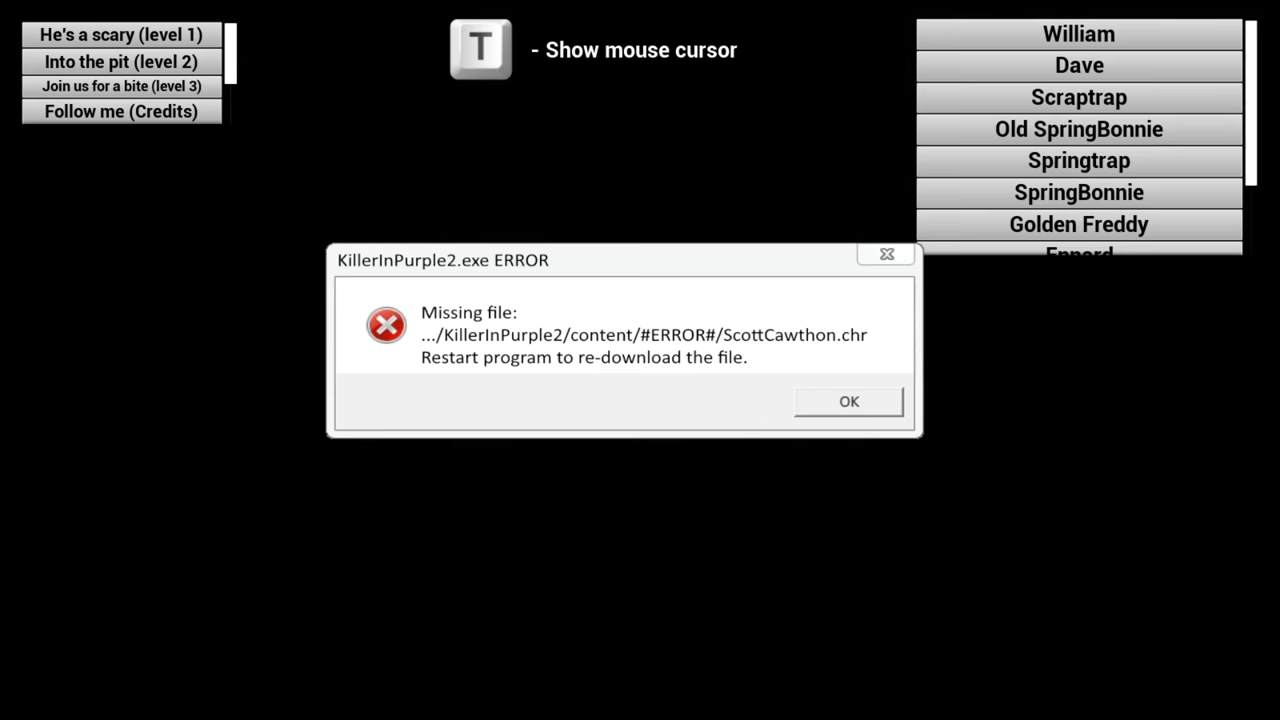 He's a scary (level 1)
Into the pit (level 2)
Join us for a bite (level 3)
Follow me (Credits)
T - Show mouse cursor
William
Dave
Scraptrap
Old SpringBonnie
Springtrap
SpringBonnie
Golden Freddy
Ennard
KillerInPurple2.exe ERROR
Missing file:
.../KillerInPurple2/content/#ERROR#/ScottCawthon.chr
Restart program to re-download the file.
OK